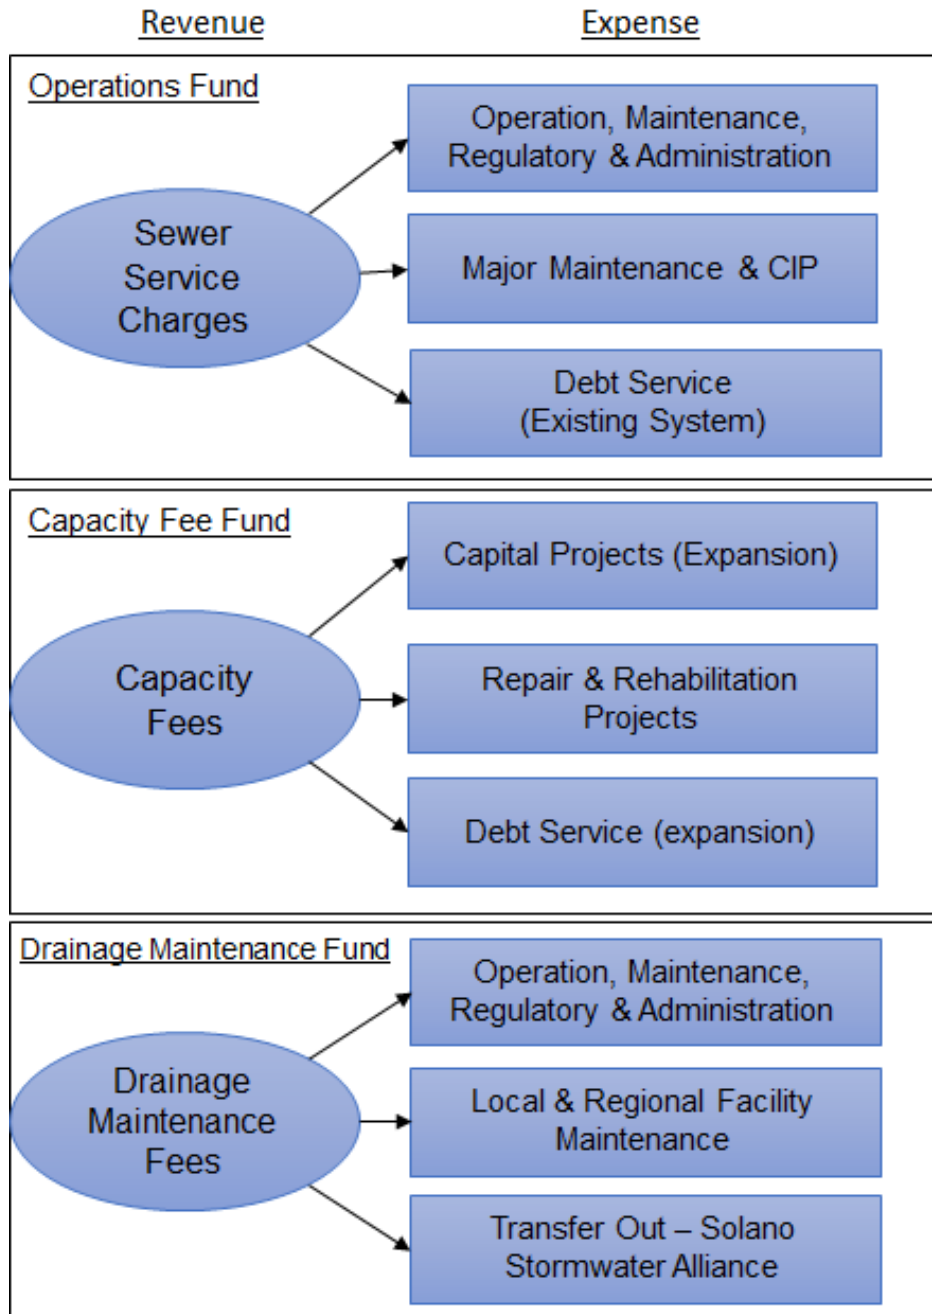 Revenue
Expense
Operations Fund
Sewer
Service
Charges
Operation, Maintenance,
Regulatory & Administration
Major Maintenance & CIP
Debt Service
(Existing System)
Capacity Fee Fund
Capacity
Fees
Capital Projects (Expansion)
Repair & Rehabilitation
Projects
Debt Service (expansion)
Drainage Maintenance Fund
Drainage
Maintenance
Fees
Operation, Maintenance,
Regulatory & Administration
Local & Regional Facility
Maintenance
Transfer Out – Solano
Stormwater Alliance